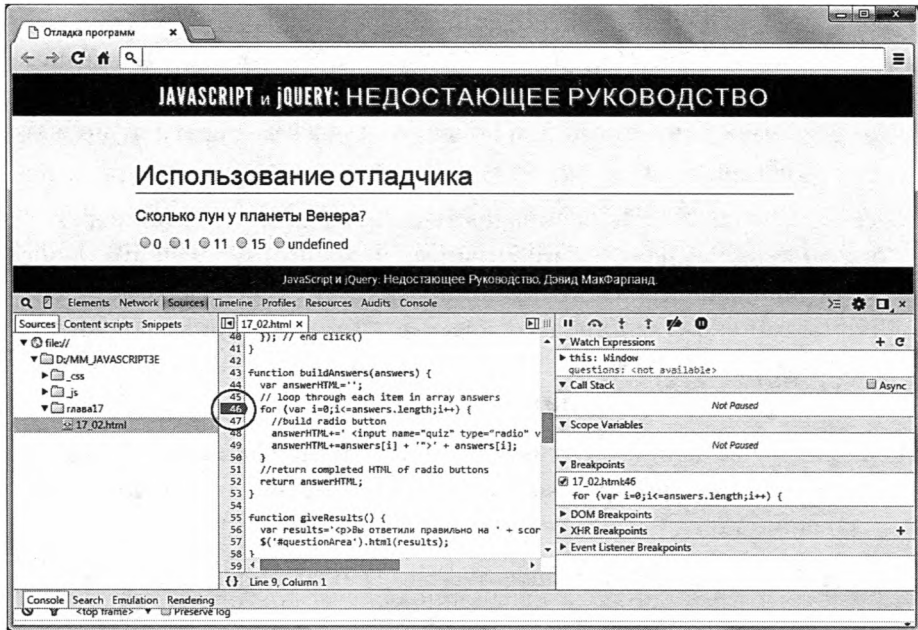 Отладка программ
JAVASCRIPT и jQUERY: НЕДОСТАЮЩЕЕ РУКОВОДСТВО
Использование отладчика
Сколько лун у планеты Венера?
0 1 11 15 undefined
JavaScript и jQuery: Недостающее Руководство, Дэвид МакФарланд.
Elements Network Sources Timeline Profiles Resources Audits Console
Sources Content scripts Snippets
file://
D:/MM_JAVASCRIPT3E
_css
_js
глава17
17_02.html
17_02.html ×
40 }); // end click()
41 }
42
43 function buildAnswers(answers) {
44 var answerHTML='';
45 // loop through each item in array answers
46 for (var i=0;i<=answers.length;i++) {
47 //build radio button
48 answerHTML+=' <input name="quiz" type="radio" v
49 answerHTML+=answers[i] + '">' + answers[i];
50 }
51 //return completed HTML of radio buttons
52 return answerHTML;
53 }
54
55 function giveResults() {
56 var results='<p>Вы ответили правильно на ' + scor
57 $('#questionArea').html(results);
58 }
59
{} Line 9, Column 1
Watch Expressions + C
this: Window
questions: <not available>
Call Stack Async
Not Paused
Scope Variables
Not Paused
Breakpoints
17_02.html:46
for (var i=0;i<=answers.length;i++) {
DOM Breakpoints
XHR Breakpoints +
Event Listener Breakpoints
Console Search Emulation Rendering
<top frame> Preserve log